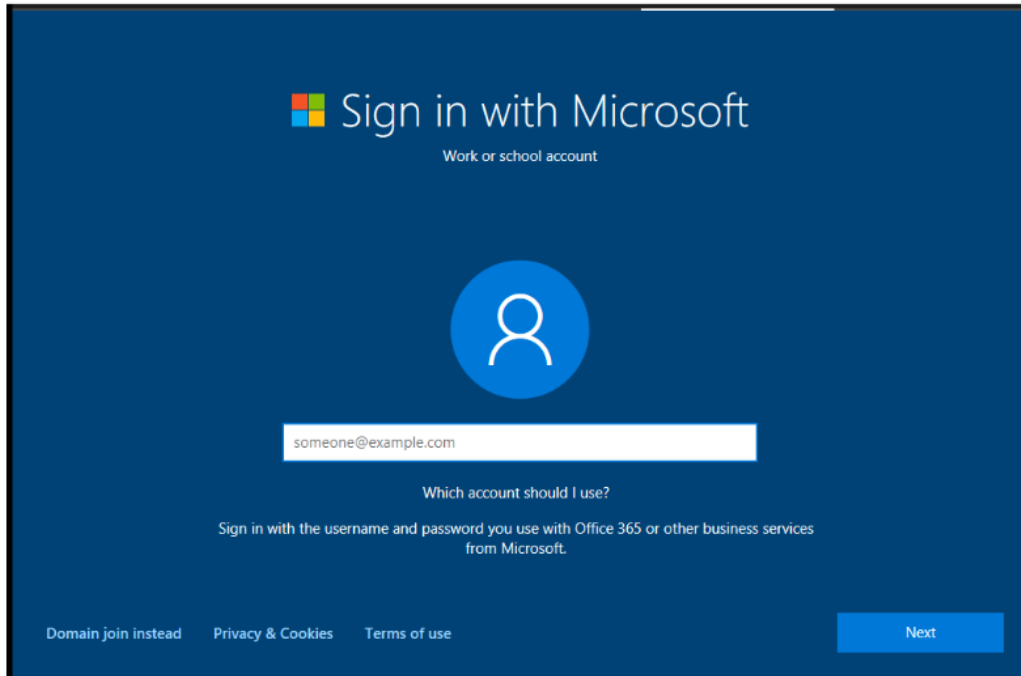 Sign in with Microsoft
Work or school account
someone@example.com
Which account should I use?
Sign in with the username and password you use with Office 365 or other business services
from Microsoft.
Domain join instead
Privacy & Cookies
Terms of use
Next